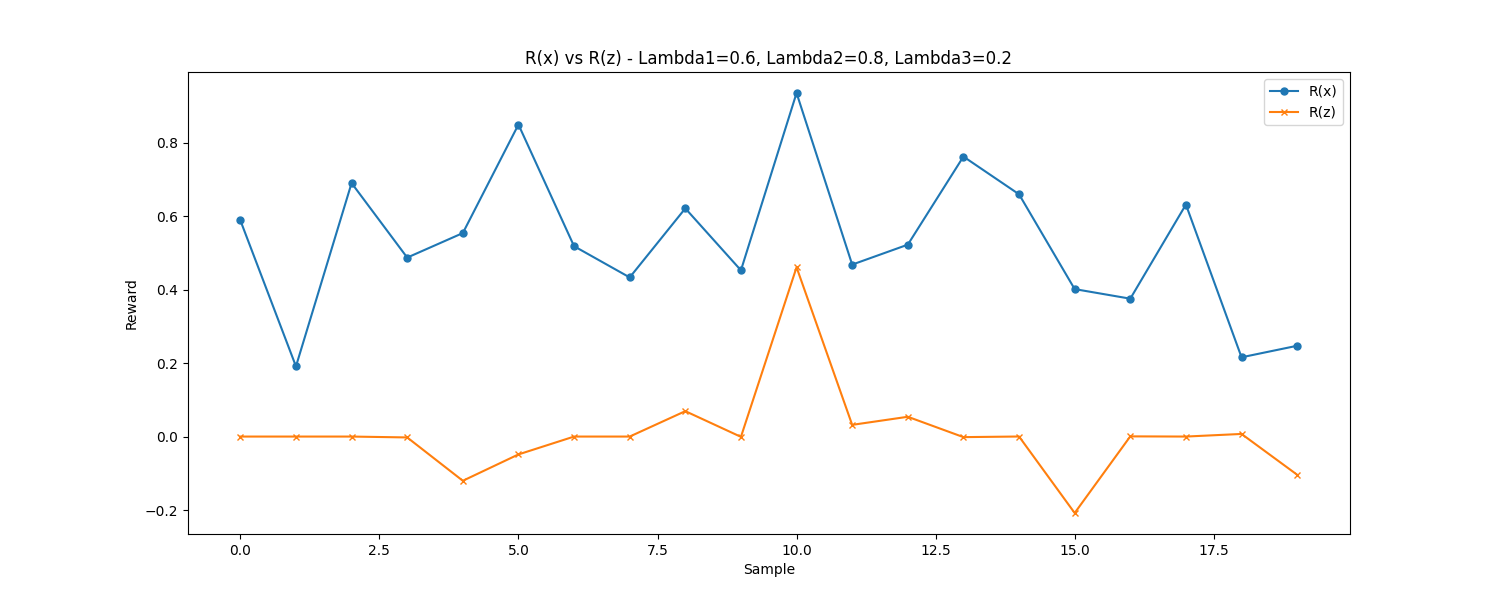 R(x) vs R(z) - Lambda1=0.6, Lambda2=0.8, Lambda3=0.2
R(x)
R(z)
0.8
0.6
0.4
0.2
0.0
−0.2
Reward
0.0 2.5 5.0 7.5 10.0 12.5 15.0 17.5
Sample